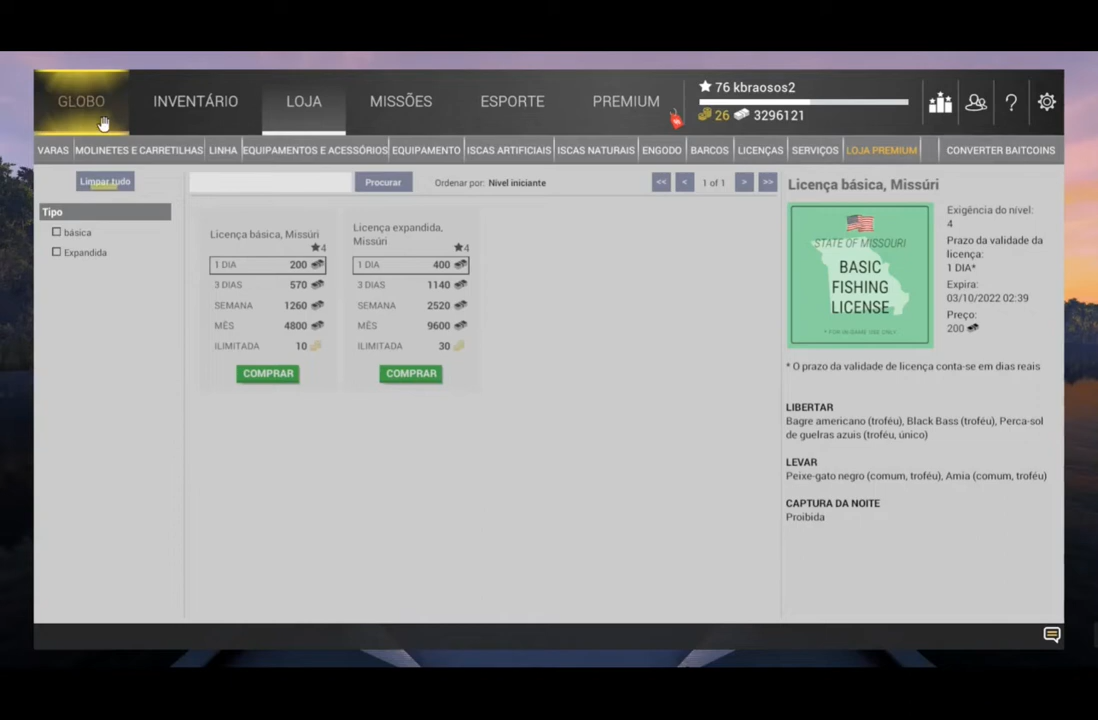 GLOBO
INVENTÁRIO
LOJA
MISSÕES
ESPORTE
PREMIUM
76 kbraosos2
26 3296121
?
VARAS
MOLINETES E CARRETILHAS
LINHA
EQUIPAMENTOS E ACESSÓRIOS
EQUIPAMENTO
ISCAS ARTIFICIAIS
ISCAS NATURAIS
ENGODO
BARCOS
LICENÇAS
SERVIÇOS
LOJA PREMIUM
CONVERTER BAITCOINS
Limpar tudo
Procurar
Ordenar por: Nível iniciante
<<
<
1 of 1
>
>>
Tipo
básica
Expandida
Licença básica, Missúri
4
1 DIA 200
3 DIAS 570
SEMANA 1260
MÊS 4800
ILIMITADA 10
COMPRAR
Licença expandida,
Missúri
4
1 DIA 400
3 DIAS 1140
SEMANA 2520
MÊS 9600
ILIMITADA 30
COMPRAR
Licença básica, Missúri
STATE OF MISSOURI
BASIC
FISHING
LICENSE
* FOR IN-GAME USE ONLY
Exigência do nível:
4
Prazo da validade da
licença:
1 DIA*
Expira:
03/10/2022 02:39
Preço:
200
* O prazo da validade de licença conta-se em dias reais
LIBERTAR
Bagre americano (troféu), Black Bass (troféu), Perca-sol
de guelras azuis (troféu, único)
LEVAR
Peixe-gato negro (comum, troféu), Amia (comum, troféu)
CAPTURA DA NOITE
Proibida